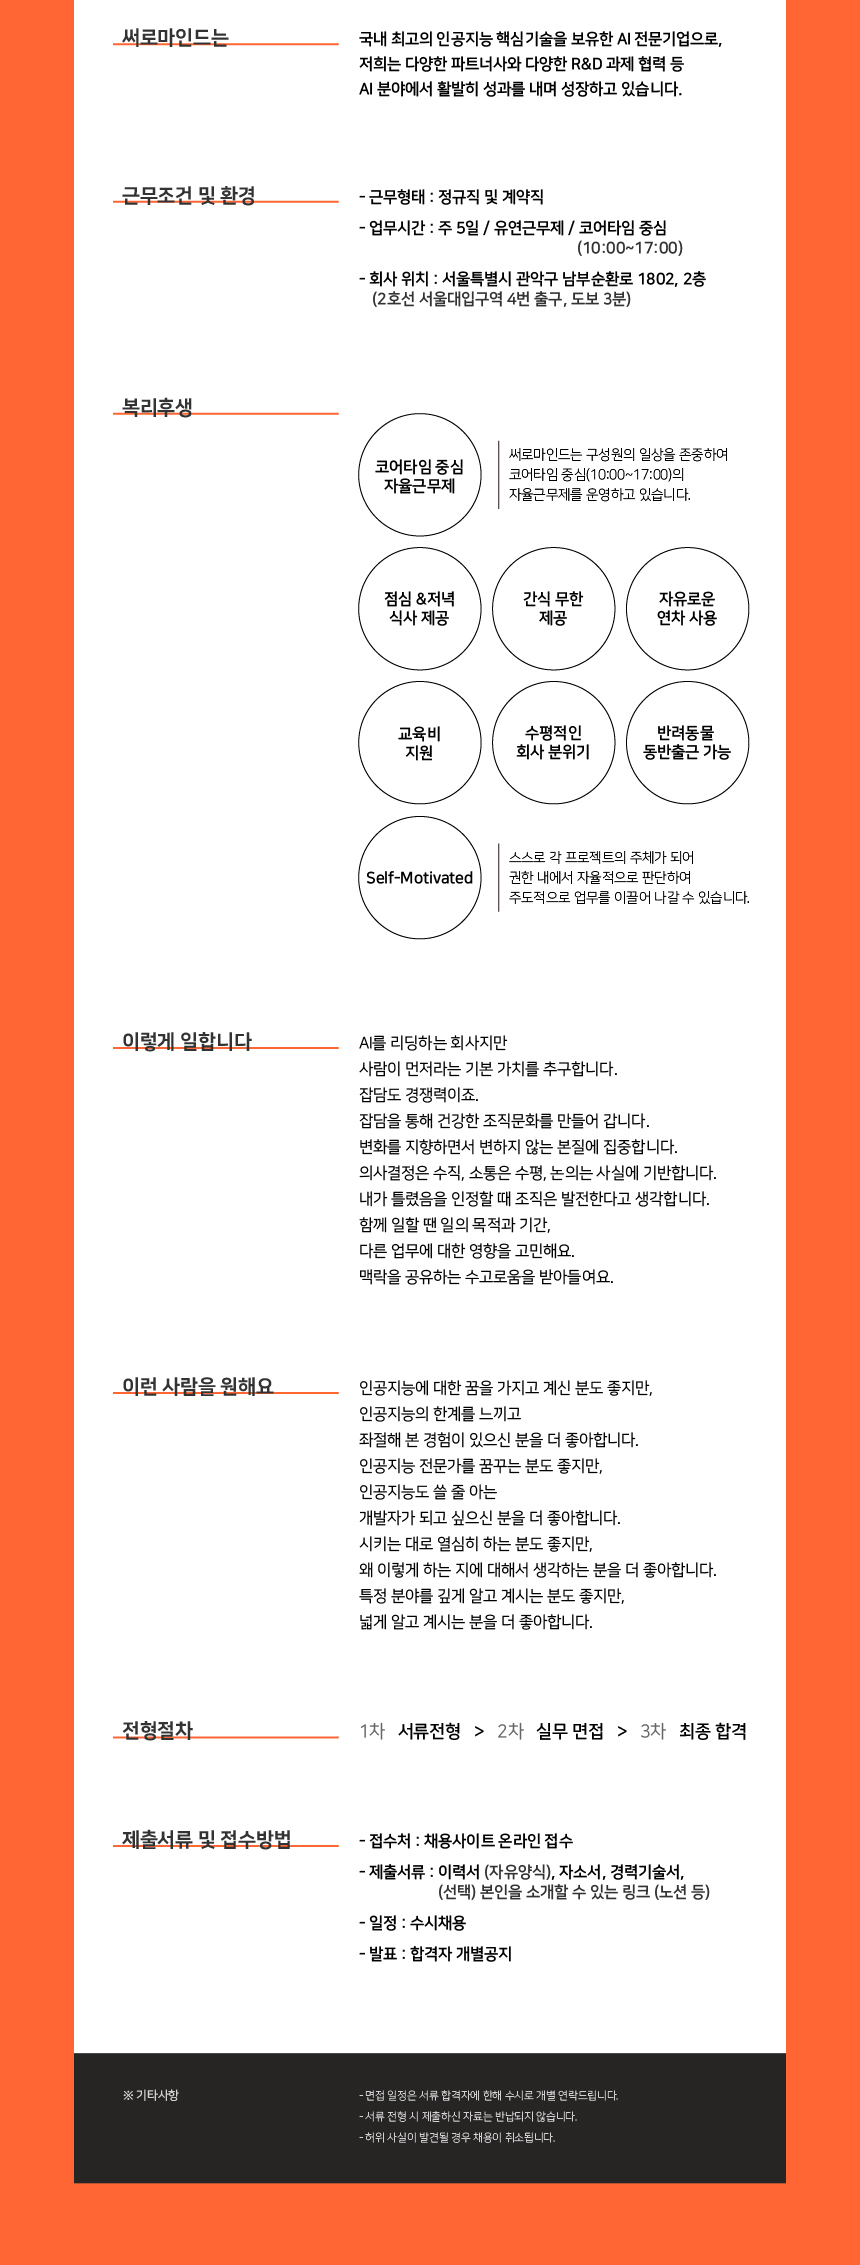 써로마인드는
국내 최고의 인공지능 핵심기술을 보유한 AI 전문기업으로,
저희는 다양한 파트너사와 다양한 R&D 과제 협력 등
AI 분야에서 활발히 성과를 내며 성장하고 있습니다.
근무조건 및 환경
- 근무형태 : 정규직 및 계약직
- 업무시간 : 주 5일 / 유연근무제 / 코어타임 중심
(10:00~17:00)
- 회사 위치 : 서울특별시 관악구 남부순환로 1802, 2층
(2호선 서울대입구역 4번 출구, 도보 3분)
복리후생
코어타임 중심
자율근무제
써로마인드는 구성원의 일상을 존중하여
코어타임 중심(10:00~17:00)의
자율근무제를 운영하고 있습니다.
점심 &저녁
식사 제공
간식 무한
제공
자유로운
연차 사용
교육비
지원
수평적인
회사 분위기
반려동물
동반출근 가능
Self-Motivated
스스로 각 프로젝트의 주체가 되어
권한 내에서 자율적으로 판단하여
주도적으로 업무를 이끌어 나갈 수 있습니다.
이렇게 일합니다
AI를 리딩하는 회사지만
사람이 먼저라는 기본 가치를 추구합니다.
잡담도 경쟁력이죠.
잡담을 통해 건강한 조직문화를 만들어 갑니다.
변화를 지향하면서 변하지 않는 본질에 집중합니다.
의사결정은 수직, 소통은 수평, 논의는 사실에 기반합니다.
내가 틀렸음을 인정할 때 조직은 발전한다고 생각합니다.
함께 일할 땐 일의 목적과 기간,
다른 업무에 대한 영향을 고민해요.
맥락을 공유하는 수고로움을 받아들여요.
이런 사람을 원해요
인공지능에 대한 꿈을 가지고 계신 분도 좋지만,
인공지능의 한계를 느끼고
좌절해 본 경험이 있으신 분을 더 좋아합니다.
인공지능 전문가를 꿈꾸는 분도 좋지만,
인공지능도 쓸 줄 아는
개발자가 되고 싶으신 분을 더 좋아합니다.
시키는 대로 열심히 하는 분도 좋지만,
왜 이렇게 하는 지에 대해서 생각하는 분을 더 좋아합니다.
특정 분야를 깊게 알고 계시는 분도 좋지만,
넓게 알고 계시는 분을 더 좋아합니다.
전형절차
1차 서류전형 > 2차 실무 면접 > 3차 최종 합격
제출서류 및 접수방법
- 접수처 : 채용사이트 온라인 접수
- 제출서류 : 이력서 (자유양식), 자소서, 경력기술서,
(선택) 본인을 소개할 수 있는 링크 (노션 등)
- 일정 : 수시채용
- 발표 : 합격자 개별공지
※ 기타사항
- 면접 일정은 서류 합격자에 한해 수시로 개별 연락드립니다.
- 서류 전형 시 제출하신 자료는 반납되지 않습니다.
- 허위 사실이 발견될 경우 채용이 취소됩니다.